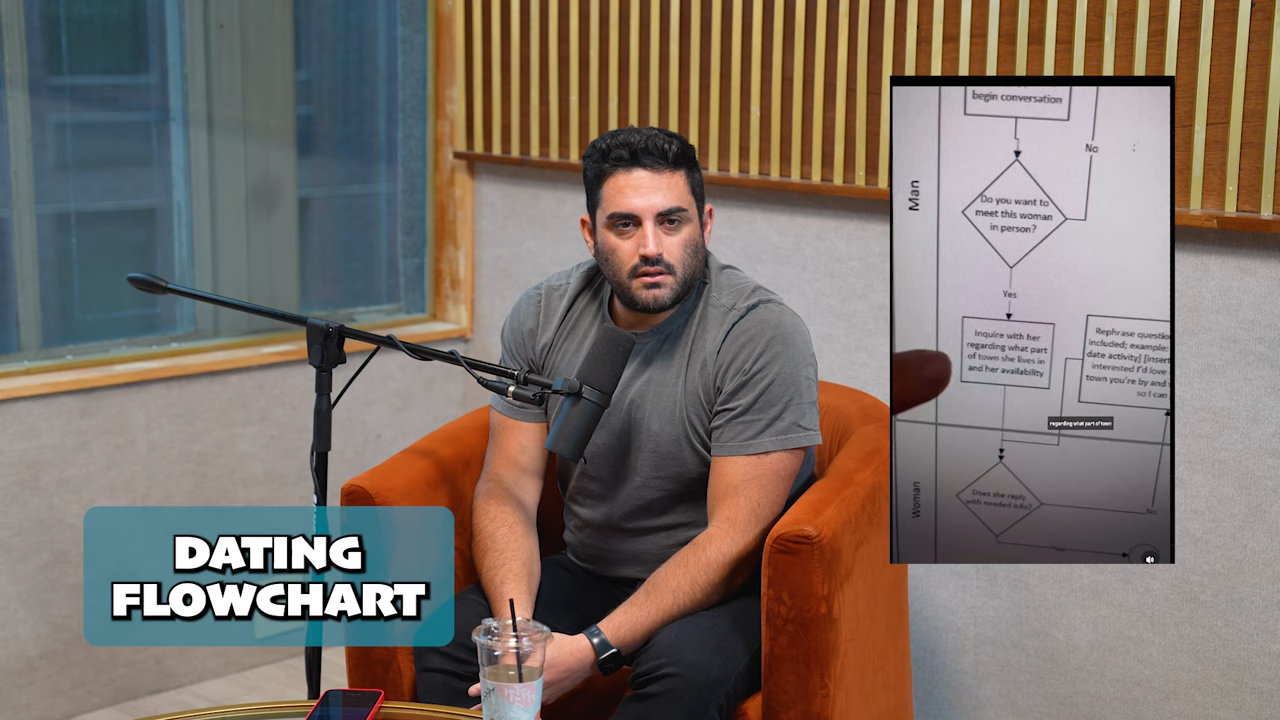 DATING
FLOWCHART
begin conversation
No
Man
Do you want to
meet this woman
in person?
Yes
Inquire with her
regarding what part
of town she lives in
and her availability
Rephrase questio
included; example:
date activity] [insert
interested I'd love
town you're by and
so I can
regarding what part of town
Woman
Does she reply
with needed info?
No